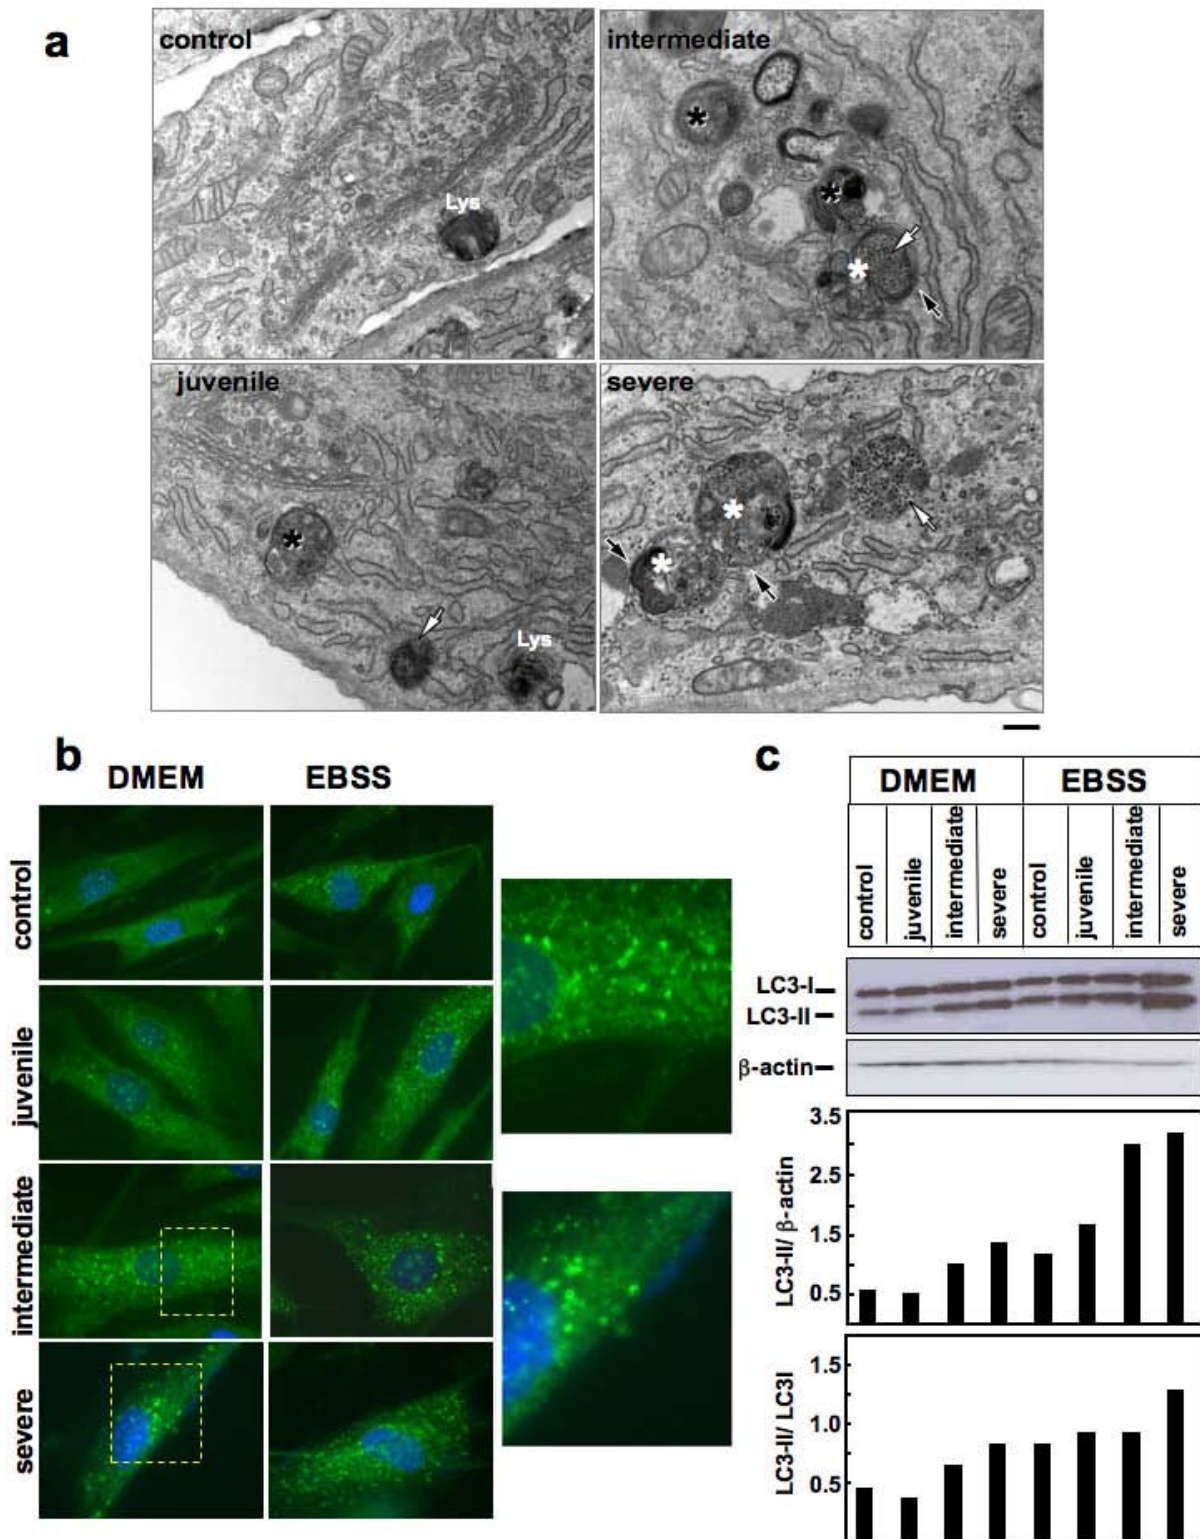 a
control
intermediate
Lys
*
*
*
juvenile
severe
*
*
*
Lys
b
DMEM
EBSS
control
juvenile
intermediate
severe
c
DMEM
EBSS
control
juvenile
intermediate
severe
control
juvenile
intermediate
severe
LC3-I
LC3-II
β-actin
LC3-II/ β-actin
3.5
2.5
1.5
0.5
LC3-II/ LC3I
1.5
1.0
0.5